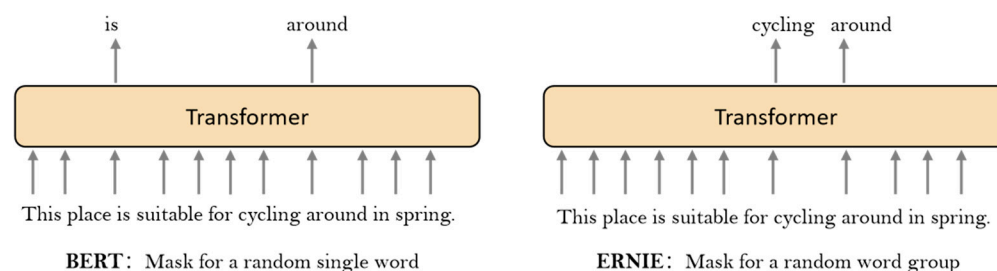 is around
Transformer
This place is suitable for cycling around in spring.
BERT: Mask for a random single word
cycling around
Transformer
This place is suitable for cycling around in spring.
ERNIE: Mask for a random word group